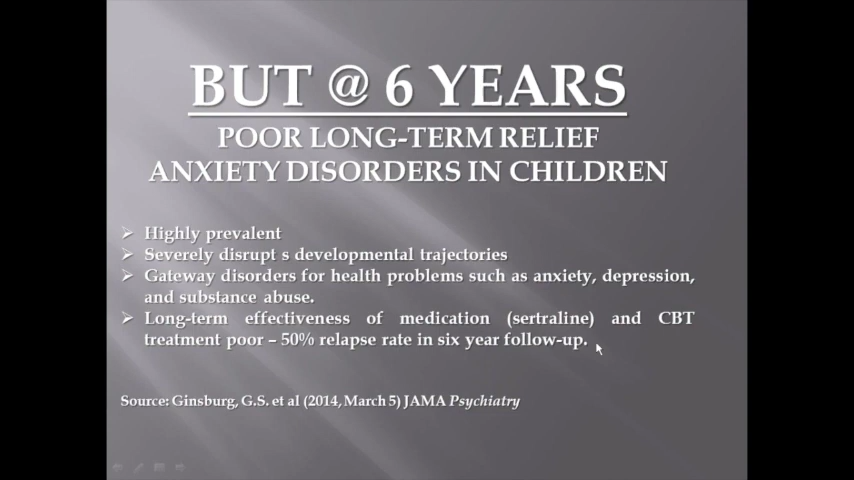 BUT @ 6 YEARS
POOR LONG-TERM RELIEF
ANXIETY DISORDERS IN CHILDREN
➢ Highly prevalent
➢ Severely disrupt s developmental trajectories
➢ Gateway disorders for health problems such as anxiety, depression,
and substance abuse.
➢ Long-term effectiveness of medication (sertraline) and CBT
treatment poor – 50% relapse rate in six year follow-up.
Source: Ginsburg, G.S. et al (2014, March 5) JAMA Psychiatry